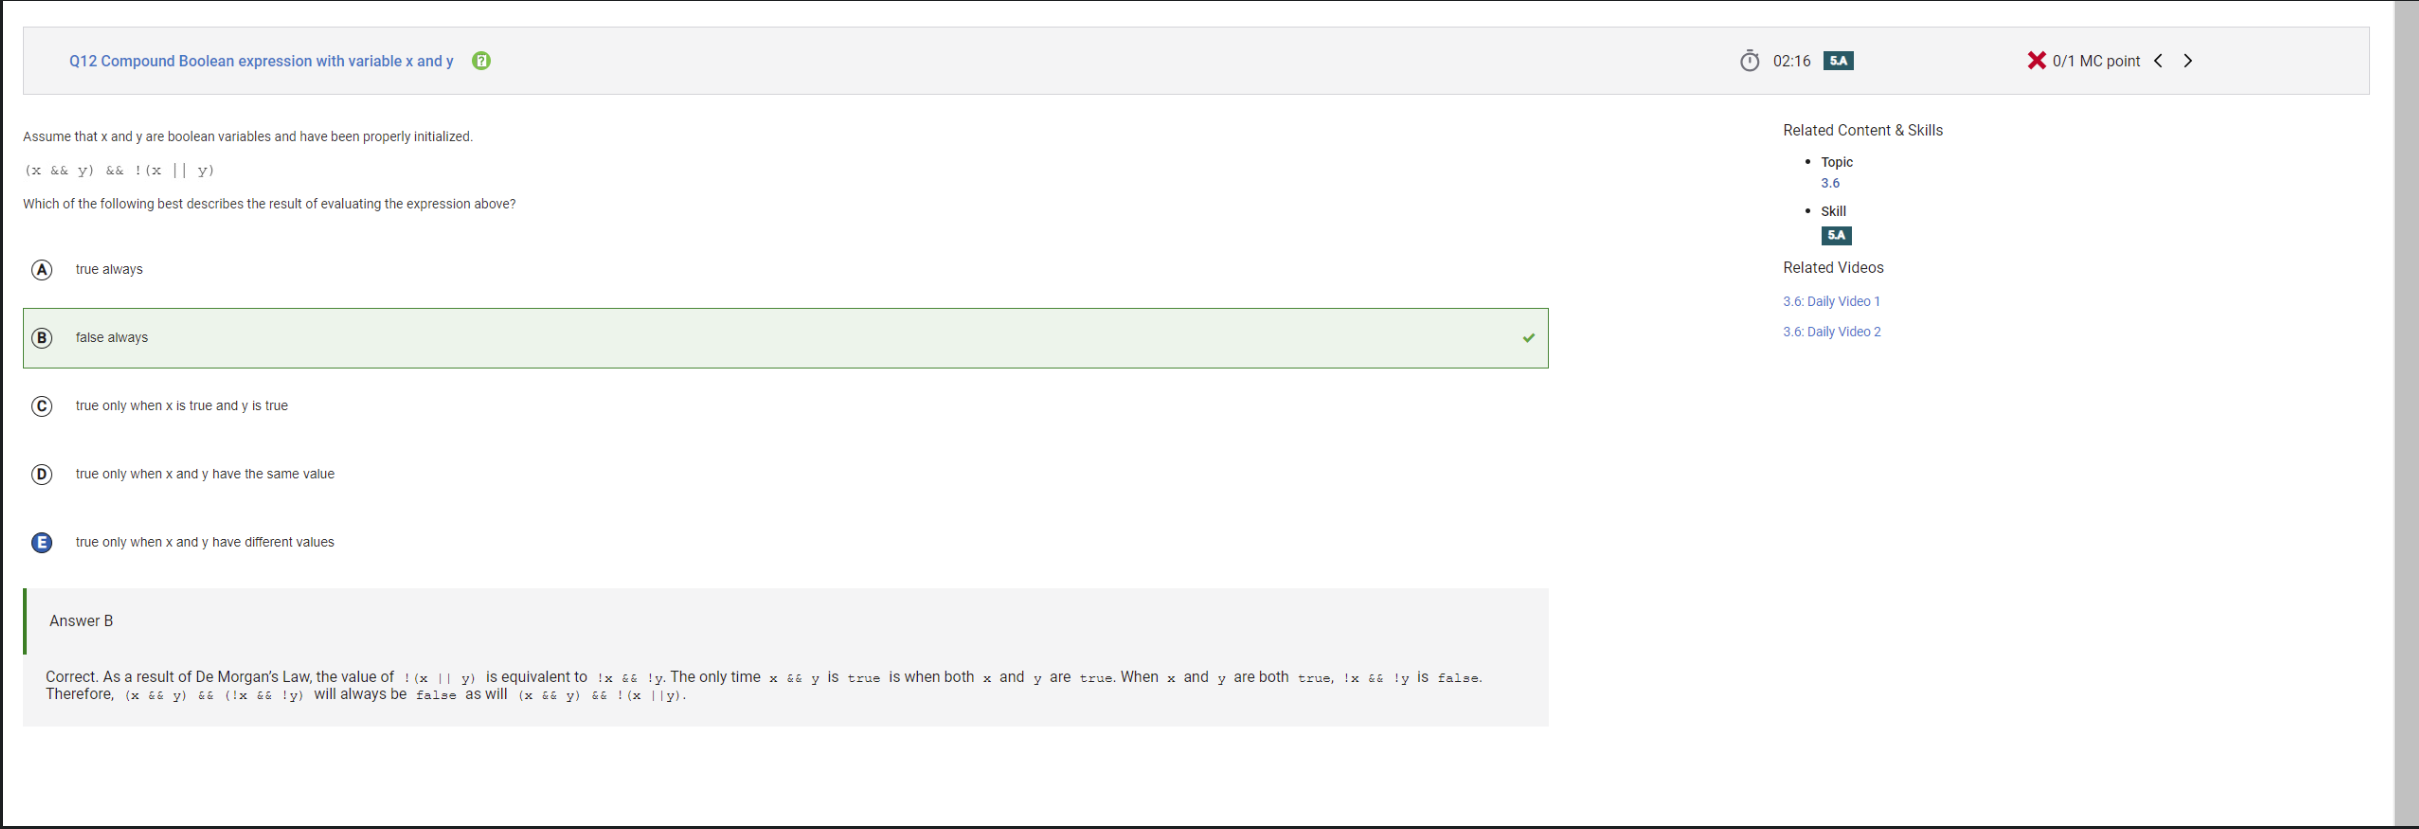 Q12 Compound Boolean expression with variable x and y
02:16 5.A
0/1 MC point
Assume that x and y are boolean variables and have been properly initialized.
(x && y) && !(x || y)
Which of the following best describes the result of evaluating the expression above?
A true always
B false always
C true only when x is true and y is true
D true only when x and y have the same value
E true only when x and y have different values
Answer B
Correct. As a result of De Morgan's Law, the value of !(x || y) is equivalent to !x && !y. The only time x && y is true is when both x and y are true. When x and y are both true, !x && !y is false.
Therefore, (x && y) && (!x && !y) will always be false as will (x && y) && !(x ||y).
Related Content & Skills
Topic
3.6
Skill
5.A
Related Videos
3.6: Daily Video 1
3.6: Daily Video 2